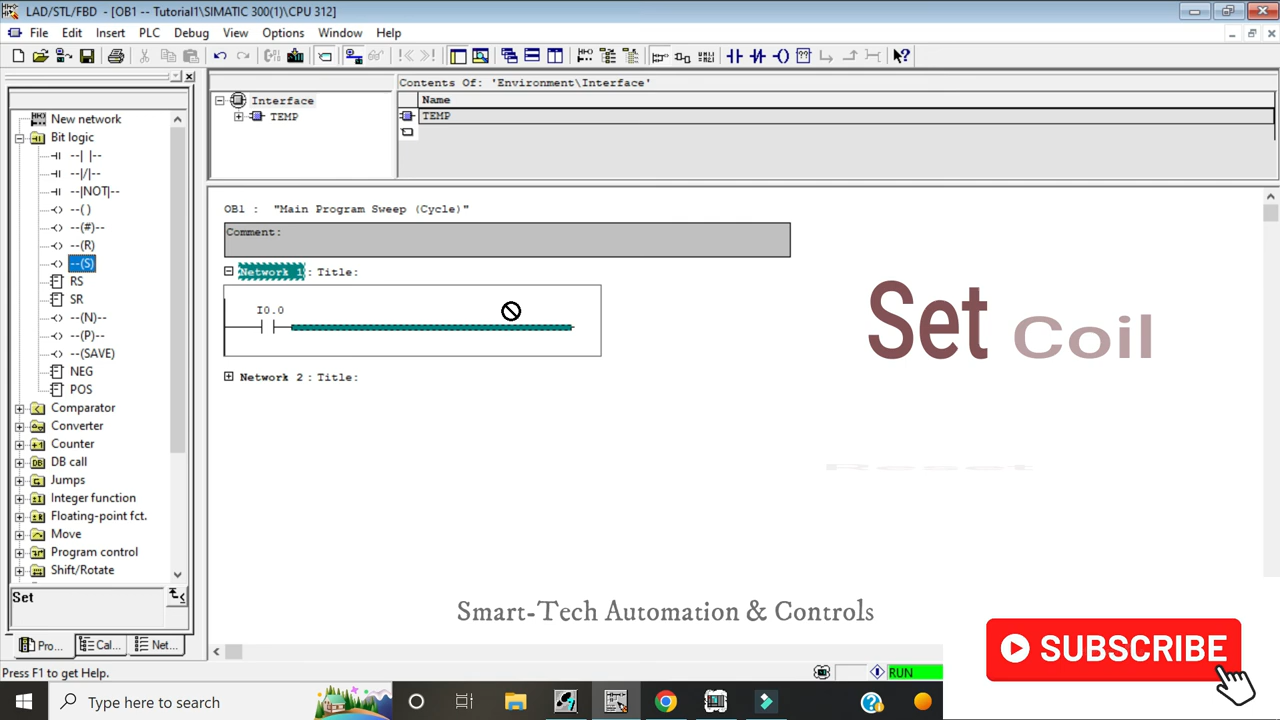 LAD/STL/FBD - [OB1 -- Tutorial1\SIMATIC 300(1)\CPU 312]
File Edit Insert PLC Debug View Options Window Help
New network
Bit logic
--| |--
--|/|--
--|NOT|--
--( )
--(#)--
--(R)
--(S)
RS
SR
--(N)--
--(P)--
--(SAVE)
NEG
POS
Comparator
Converter
Counter
DB call
Jumps
Integer function
Floating-point fct.
Move
Program control
Shift/Rotate
Set
Pro...
Cal...
Net...
Interface
TEMP
Contents Of: 'Environment\Interface'
Name
TEMP
OB1 : "Main Program Sweep (Cycle)"
Comment:
Network 1 : Title:
I0.0
Network 2 : Title:
Set Coil
Reset
Smart-Tech Automation & Controls
SUBSCRIBE
Press F1 to get Help.
RUN
Type here to search